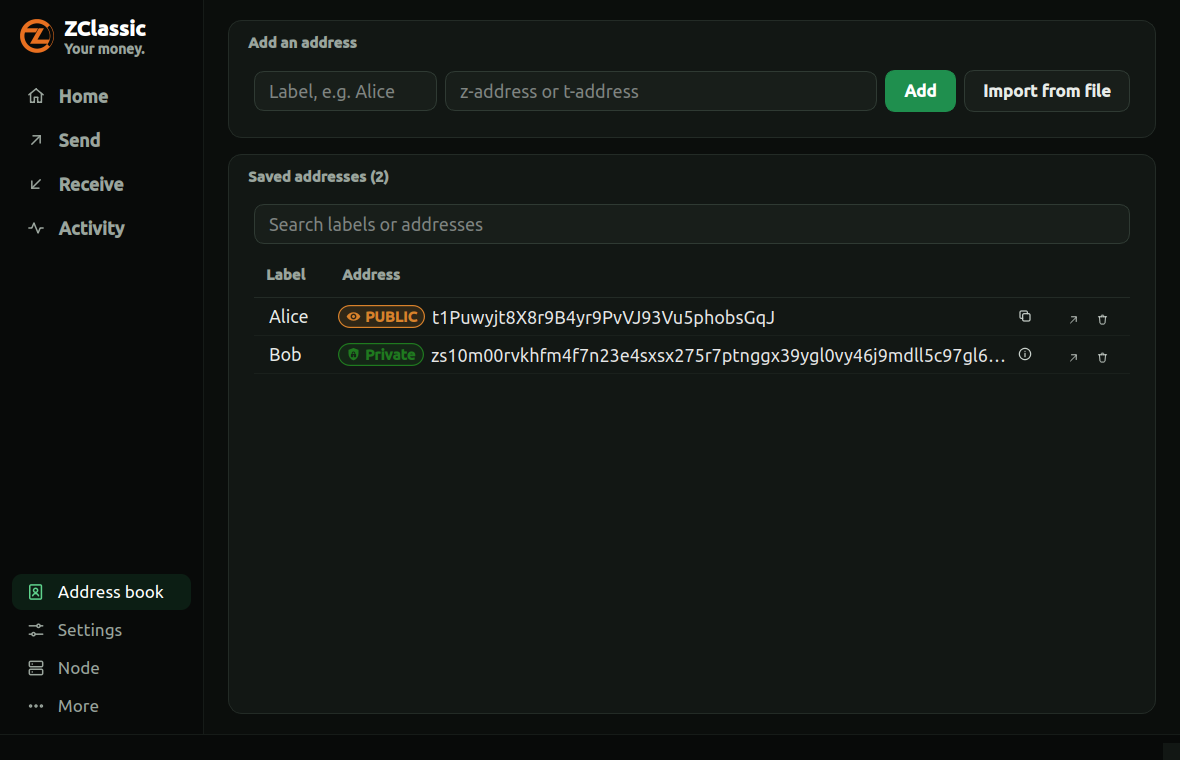 ZClassic
Your money.
Home
Send
Receive
Activity
Address book
Settings
Node
More
Add an address
Label, e.g. Alice
z-address or t-address
Add
Import from file
Saved addresses (2)
Search labels or addresses
Label Address
Alice PUBLIC t1Puwyjt8X8r9B4yr9PvVJ93Vu5phobsGqJ
Bob Private zs10m00rvkhfm4f7n23e4sxsx275r7ptnggx39ygl0vy46j9mdll5c97gl6...